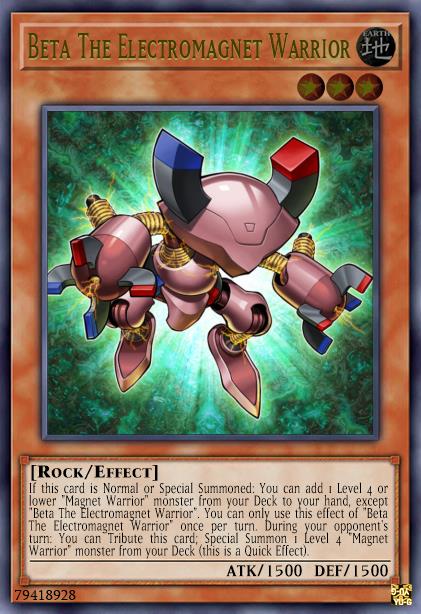 Beta The Electromagnet Warrior
EARTH
地
[Rock/Effect]
If this card is Normal or Special Summoned: You can add 1 Level 4 or
lower "Magnet Warrior" monster from your Deck to your hand, except
"Beta The Electromagnet Warrior". You can only use this effect of "Beta
The Electromagnet Warrior" once per turn. During your opponent's
turn: You can Tribute this card; Special Summon 1 Level 4 "Magnet
Warrior" monster from your Deck (this is a Quick Effect).
ATK/1500 DEF/1500
79418928